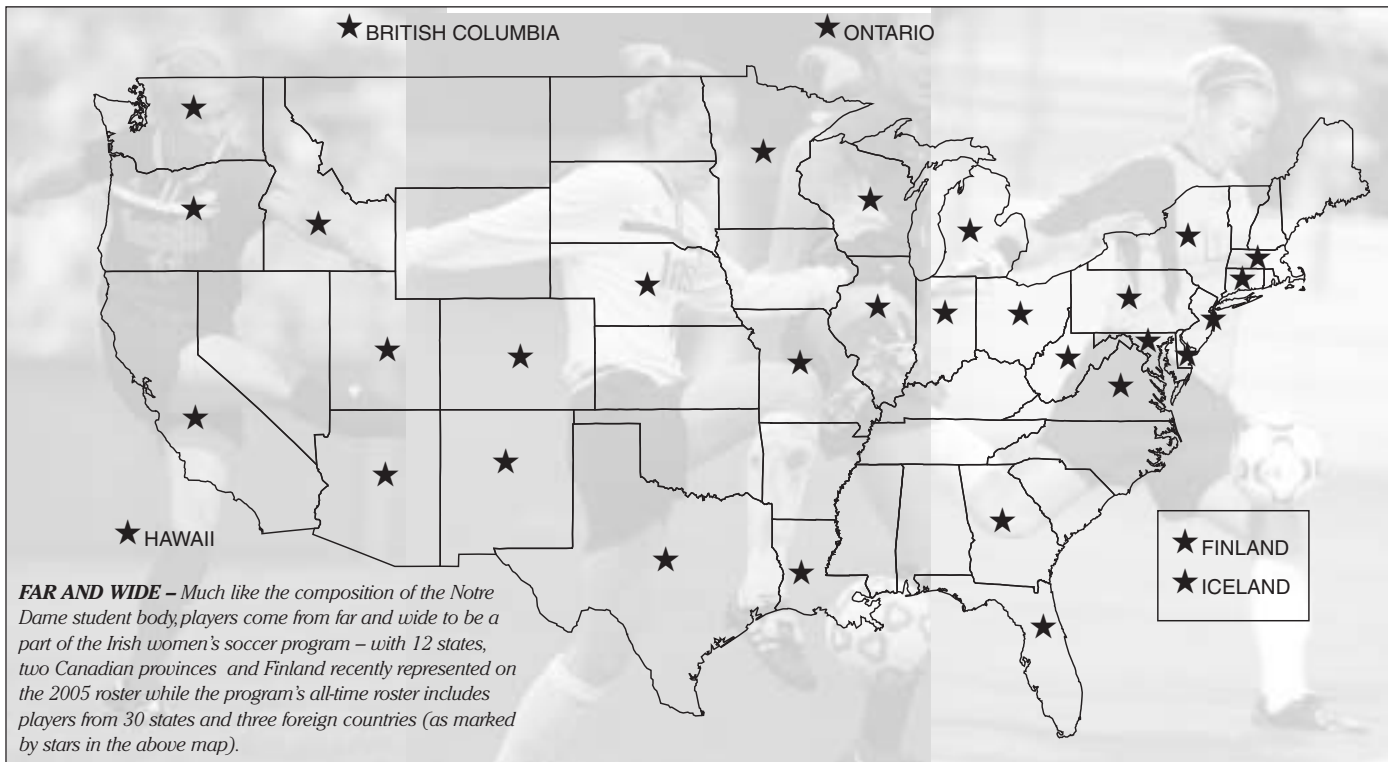 BRITISH COLUMBIA
ONTARIO
HAWAII
FINLAND
ICELAND
FAR AND WIDE – Much like the composition of the Notre
Dame student body, players come from far and wide to be a
part of the Irish women's soccer program – with 12 states,
two Canadian provinces and Finland recently represented on
the 2005 roster while the program's all-time roster includes
players from 30 states and three foreign countries (as marked
by stars in the above map).